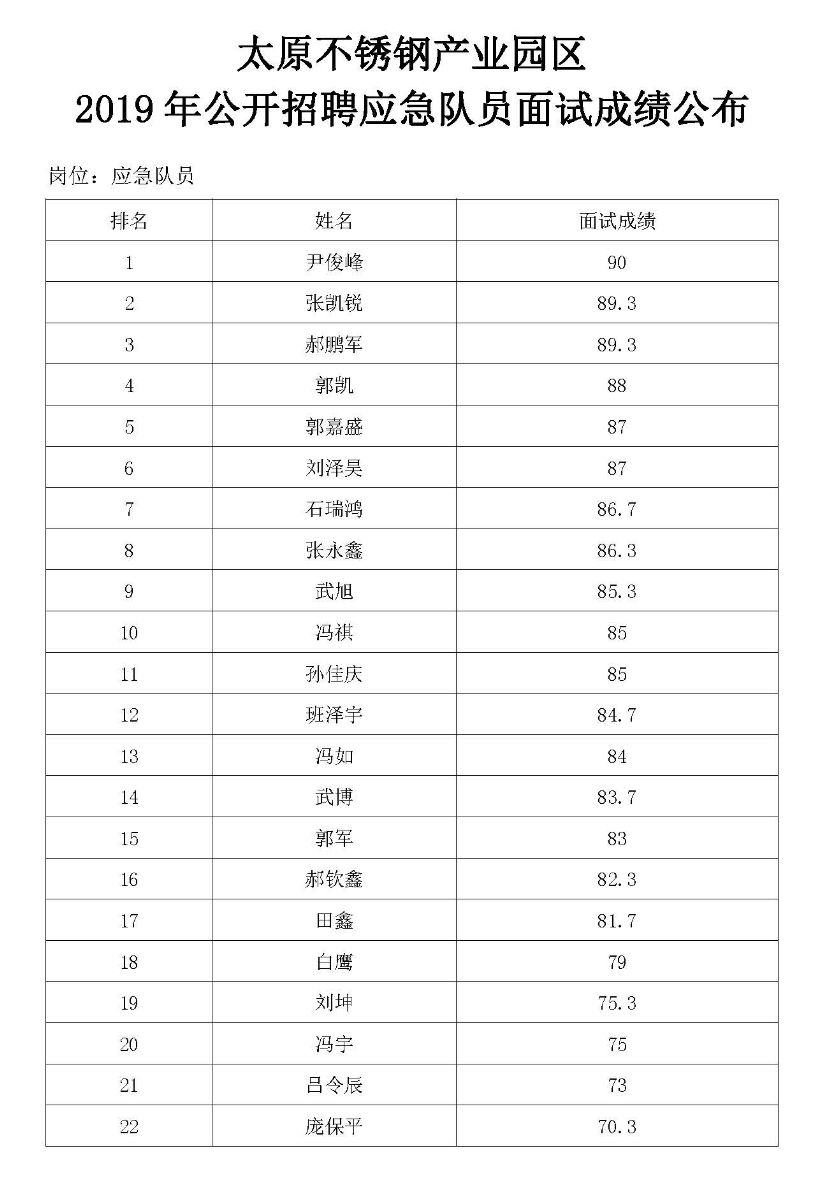 太原不锈钢产业园区
2019 年公开招聘应急队员面试成绩公布
岗位：应急队员
排名 姓名 面试成绩
1 尹俊峰 90
2 张凯锐 89.3
3 郝鹏军 89.3
4 郭凯 88
5 郭嘉盛 87
6 刘泽昊 87
7 石瑞鸿 86.7
8 张永鑫 86.3
9 武旭 85.3
10 冯祺 85
11 孙佳庆 85
12 班泽宇 84.7
13 冯如 84
14 武博 83.7
15 郭军 83
16 郝钦鑫 82.3
17 田鑫 81.7
18 白鹰 79
19 刘坤 75.3
20 冯宇 75
21 吕令辰 73
22 庞保平 70.3